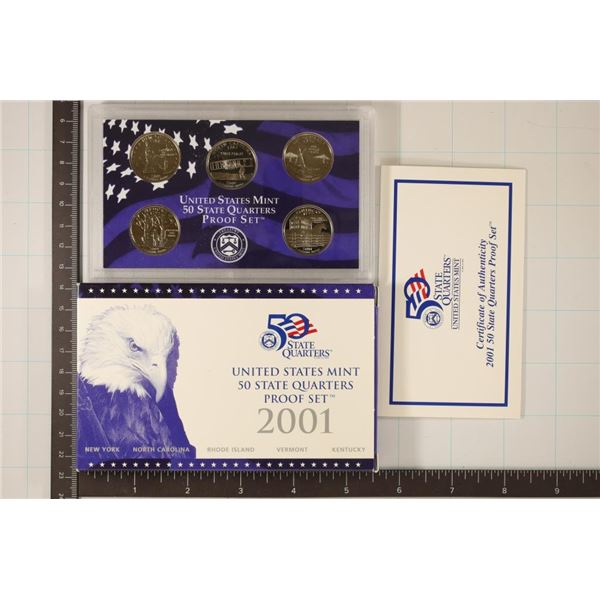 UNITED STATES MINT
50 STATE QUARTERS
PROOF SET™
50
STATE
QUARTERS™
UNITED STATES MINT
50 STATE QUARTERS
PROOF SET™
2001
NEW YORK NORTH CAROLINA RHODE ISLAND VERMONT KENTUCKY
50
STATE
QUARTERS
UNITED STATES MINT
Certificate of Authenticity
2001 50 State Quarters Proof Set™
1 2 3 4 5 6 7 8 9